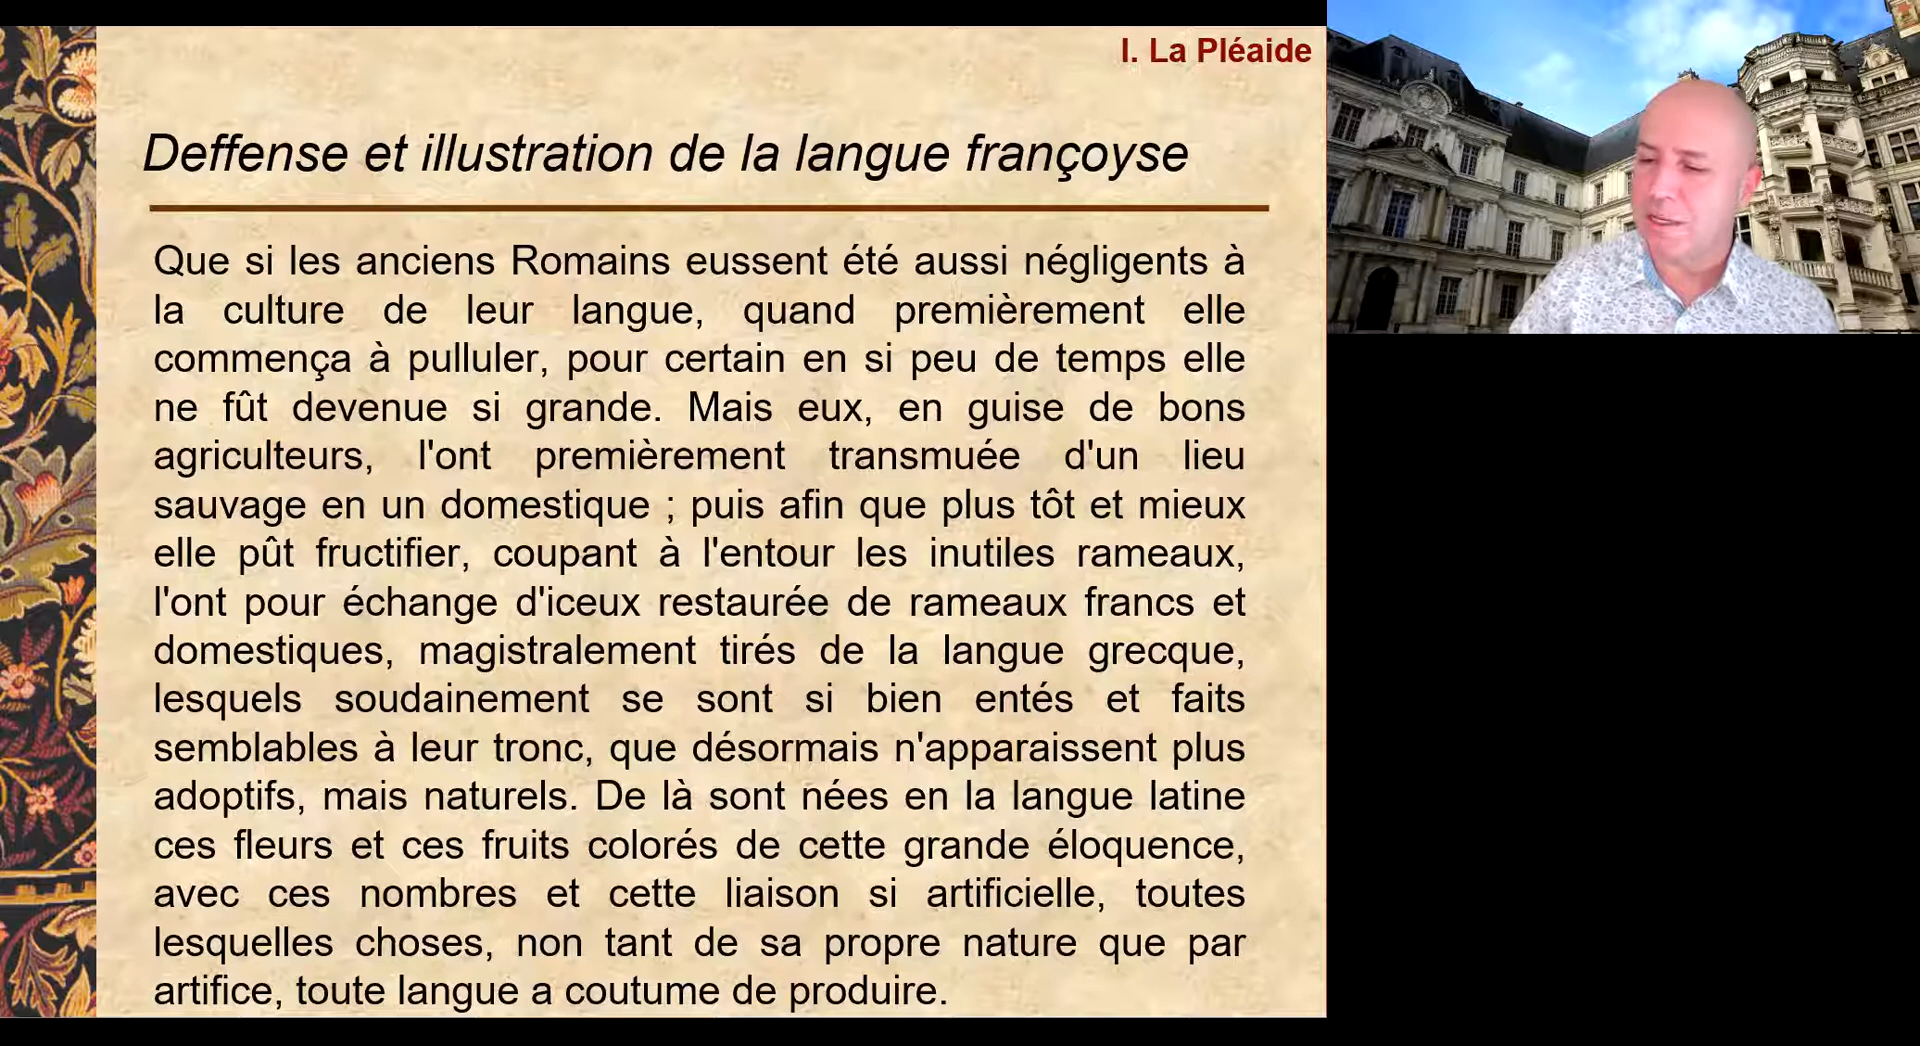 I. La Pléaide
Deffense et illustration de la langue françoyse
Que si les anciens Romains eussent été aussi négligents à
la culture de leur langue, quand premièrement elle
commença à pulluler, pour certain en si peu de temps elle
ne fût devenue si grande. Mais eux, en guise de bons
agriculteurs, l'ont premièrement transmuée d'un lieu
sauvage en un domestique ; puis afin que plus tôt et mieux
elle pût fructifier, coupant à l'entour les inutiles rameaux,
l'ont pour échange d'iceux restaurée de rameaux francs et
domestiques, magistralement tirés de la langue grecque,
lesquels soudainement se sont si bien entés et faits
semblables à leur tronc, que désormais n'apparaissent plus
adoptifs, mais naturels. De là sont nées en la langue latine
ces fleurs et ces fruits colorés de cette grande éloquence,
avec ces nombres et cette liaison si artificielle, toutes
lesquelles choses, non tant de sa propre nature que par
artifice, toute langue a coutume de produire.